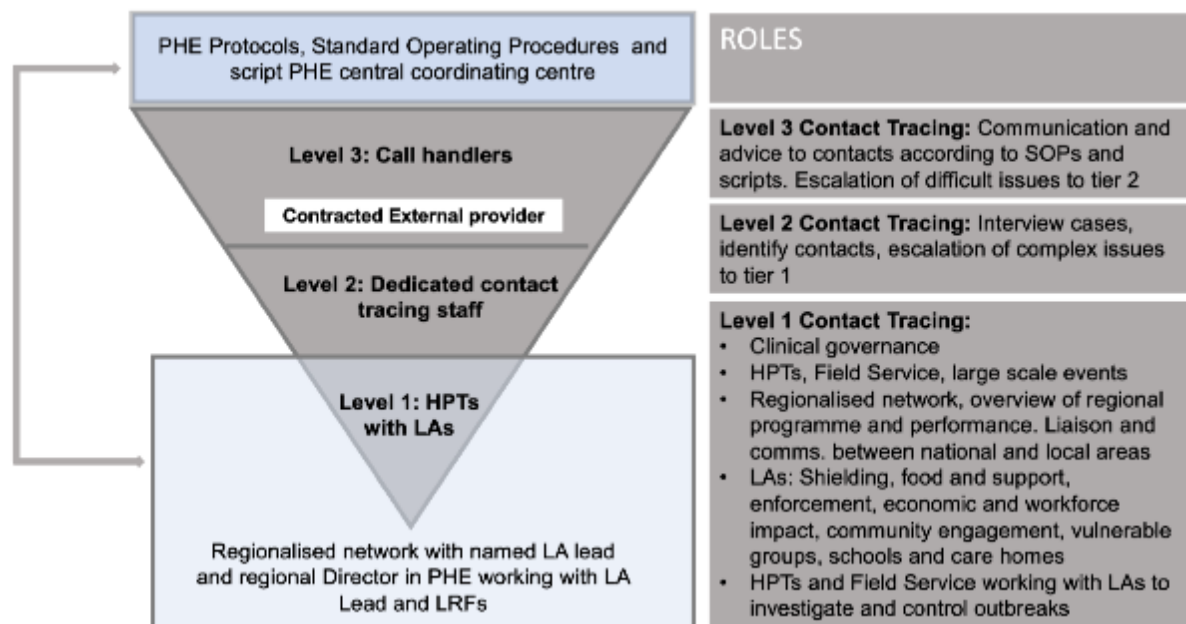 PHE Protocols, Standard Operating Procedures and
script PHE central coordinating centre
Level 3: Call handlers
Contracted External provider
Level 2: Dedicated contact
tracing staff
Level 1: HPTs
with LAs
Regionalised network with named LA lead
and regional Director in PHE working with LA
Lead and LRFs
ROLES
Level 3 Contact Tracing: Communication and
advice to contacts according to SOPs and
scripts. Escalation of difficult issues to tier 2
Level 2 Contact Tracing: Interview cases,
identify contacts, escalation of complex issues
to tier 1
Level 1 Contact Tracing:
• Clinical governance
• HPTs, Field Service, large scale events
• Regionalised network, overview of regional
programme and performance. Liaison and
comms. between national and local areas
• LAs: Shielding, food and support,
enforcement, economic and workforce
impact, community engagement, vulnerable
groups, schools and care homes
• HPTs and Field Service working with LAs to
investigate and control outbreaks